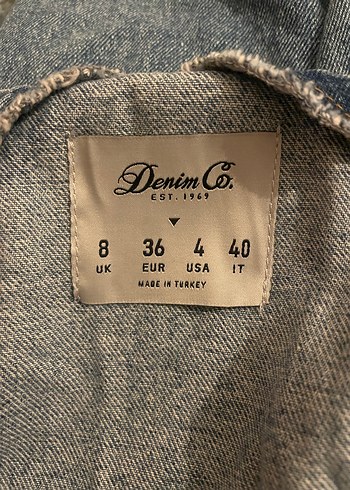 Denim Co.
EST. 1969
8 36 4 40
UK EUR USA IT
MADE IN TURKEY